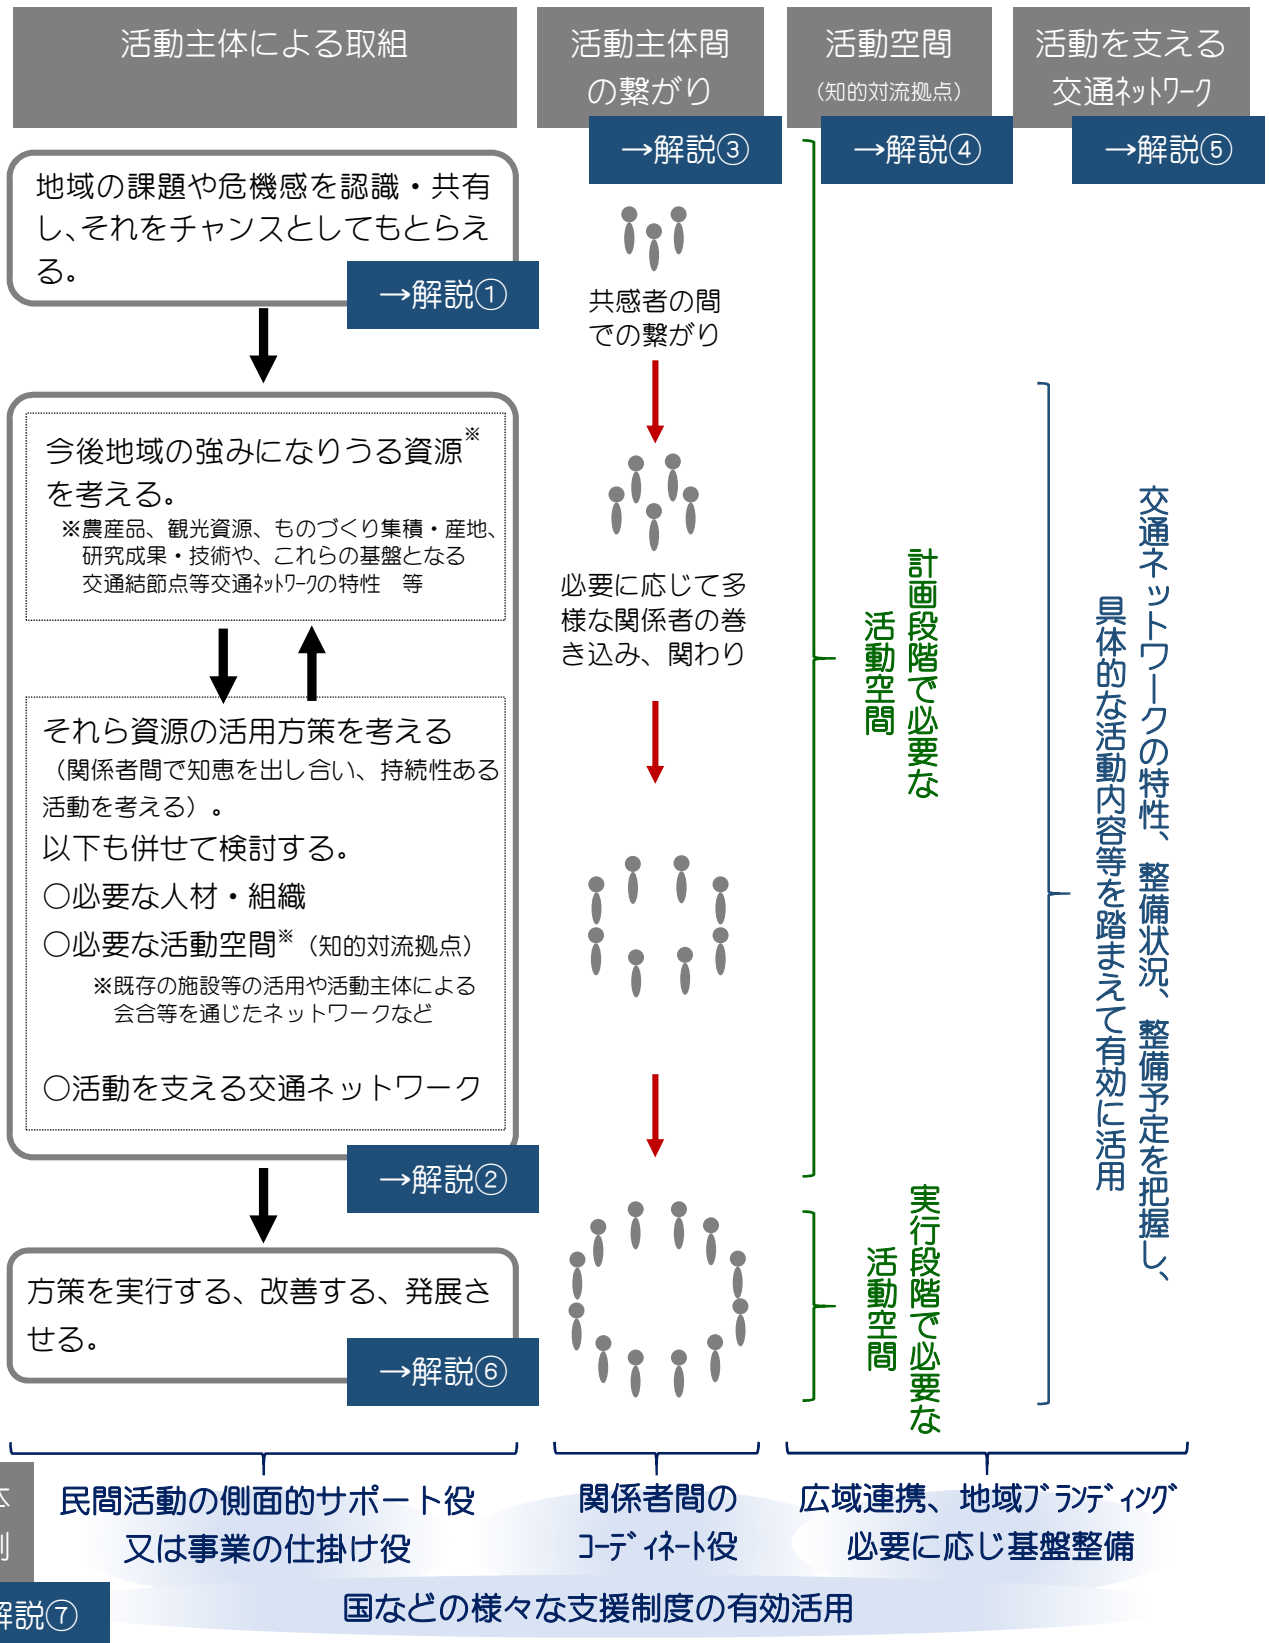 活動主体による取組
活動主体間
の繋がり
活動空間
(知的対流拠点)
活動を支える
交通ネットワーク
→解説③
→解説④
→解説⑤
地域の課題や危機感を認識・共有
し、それをチャンスとしてもとらえ
る。
→解説①
共感者の間
での繋がり
今後地域の強みになりうる資源※
を考える。
※農産品、観光資源、ものづくり集積・産地、
研究成果・技術や、これらの基盤となる
交通結節点等交通ネットワークの特性 等
必要に応じて多
様な関係者の巻
き込み、関わり
それら資源の活用方策を考える
（関係者間で知恵を出し合い、持続性ある
活動を考える）。
以下も併せて検討する。
○必要な人材・組織
○必要な活動空間※（知的対流拠点）
※既存の施設等の活用や活動主体による
会合等を通じたネットワークなど
○活動を支える交通ネットワーク
→解説②
計画段階で必要な
活動空間
交通ネットワークの特性、整備状況、整備予定を把握し、
具体的な活動内容等を踏まえて有効に活用
方策を実行する、改善する、発展さ
せる。
→解説⑥
実行段階で必要な
活動空間
民間活動の側面的サポート役
又は事業の仕掛け役
関係者間の
コーディネート役
広域連携、地域ブランディング
必要に応じ基盤整備
解説⑦
国などの様々な支援制度の有効活用